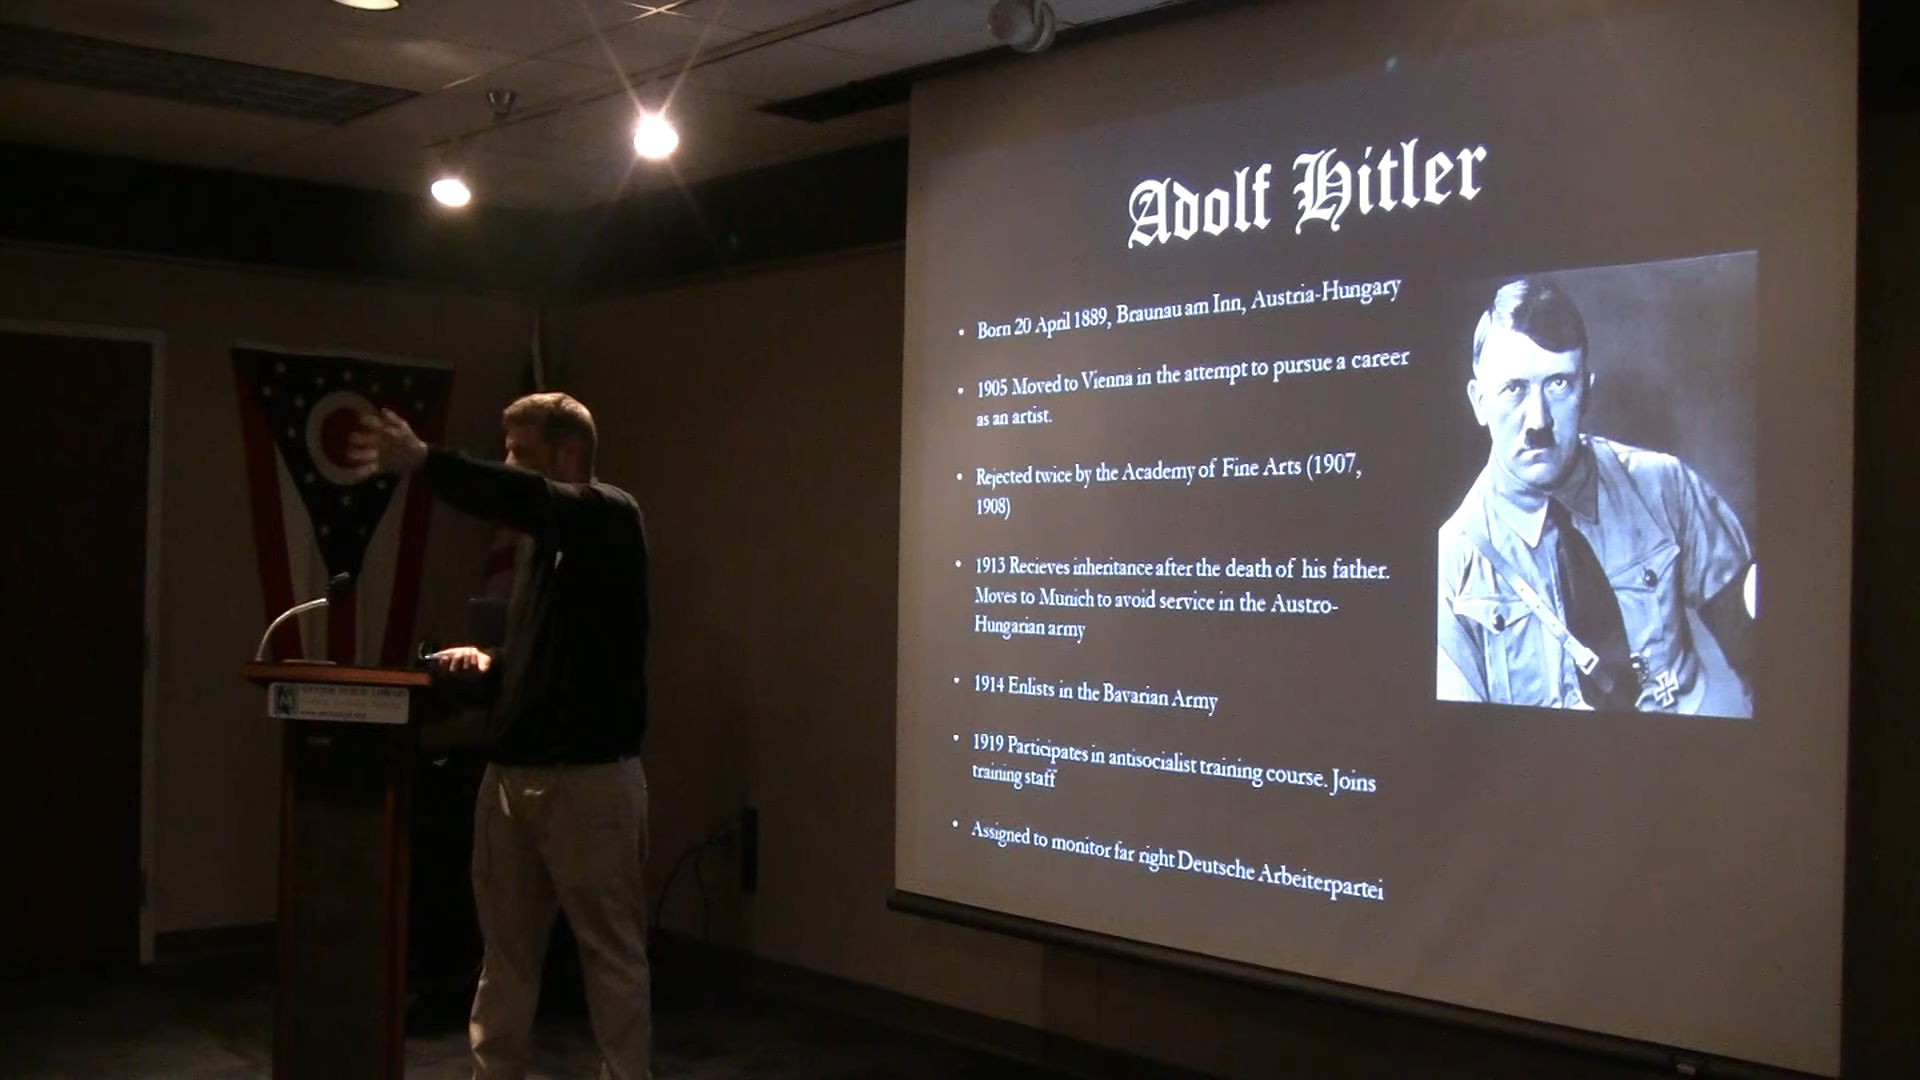 Adolf Hitler
• Born 20 April 1889, Braunau am Inn, Austria-Hungary
• 1905 Moved to Vienna in the attempt to pursue a career
as an artist.
• Rejected twice by the Academy of Fine Arts (1907,
1908)
• 1913 Recieves inheritance after the death of his father.
Moves to Munich to avoid service in the Austro-
Hungarian army
• 1914 Enlists in the Bavarian Army
• 1919 Participates in antisocialist training course. Joins
training staff
• Assigned to monitor far right Deutsche Arbeiterpartei
PUBLIC LIBRARY